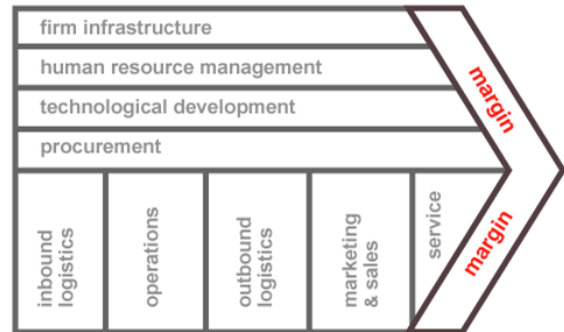 firm infrastructure
human resource management
technological development
procurement
inbound
logistics
operations
outbound
logistics
marketing
& sales
service
margin
margin